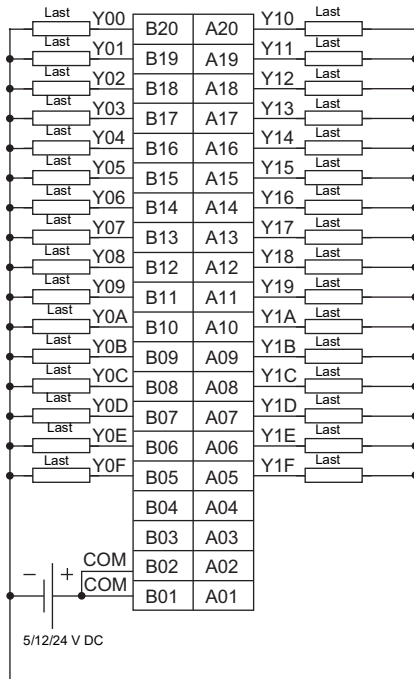 Last Y00 B20 A20 Y10 Last
Last Y01 B19 A19 Y11 Last
Last Y02 B18 A18 Y12 Last
Last Y03 B17 A17 Y13 Last
Last Y04 B16 A16 Y14 Last
Last Y05 B15 A15 Y15 Last
Last Y06 B14 A14 Y16 Last
Last Y07 B13 A13 Y17 Last
Last Y08 B12 A12 Y18 Last
Last Y09 B11 A11 Y19 Last
Last Y0A B10 A10 Y1A Last
Last Y0B B09 A09 Y1B Last
Last Y0C B08 A08 Y1C Last
Last Y0D B07 A07 Y1D Last
Last Y0E B06 A06 Y1E Last
Last Y0F B05 A05 Y1F Last
B04 A04
B03 A03
− + COM B02 A02
COM B01 A01
5/12/24 V DC